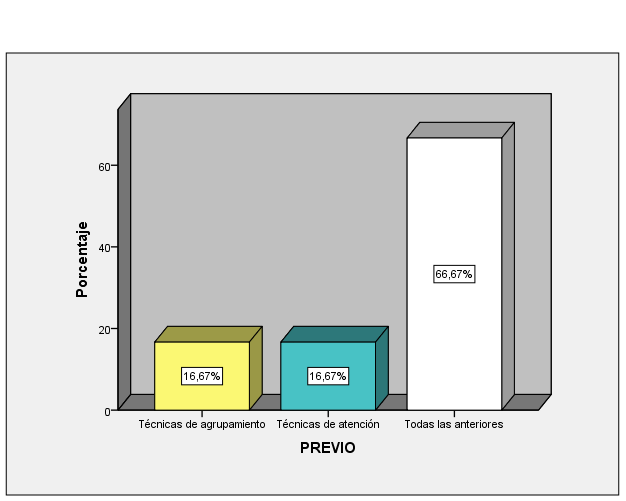 Porcentaje
60
40
20
0
66,67%
16,67%
16,67%
Técnicas de agrupamiento
Técnicas de atención
Todas las anteriores
PREVIO